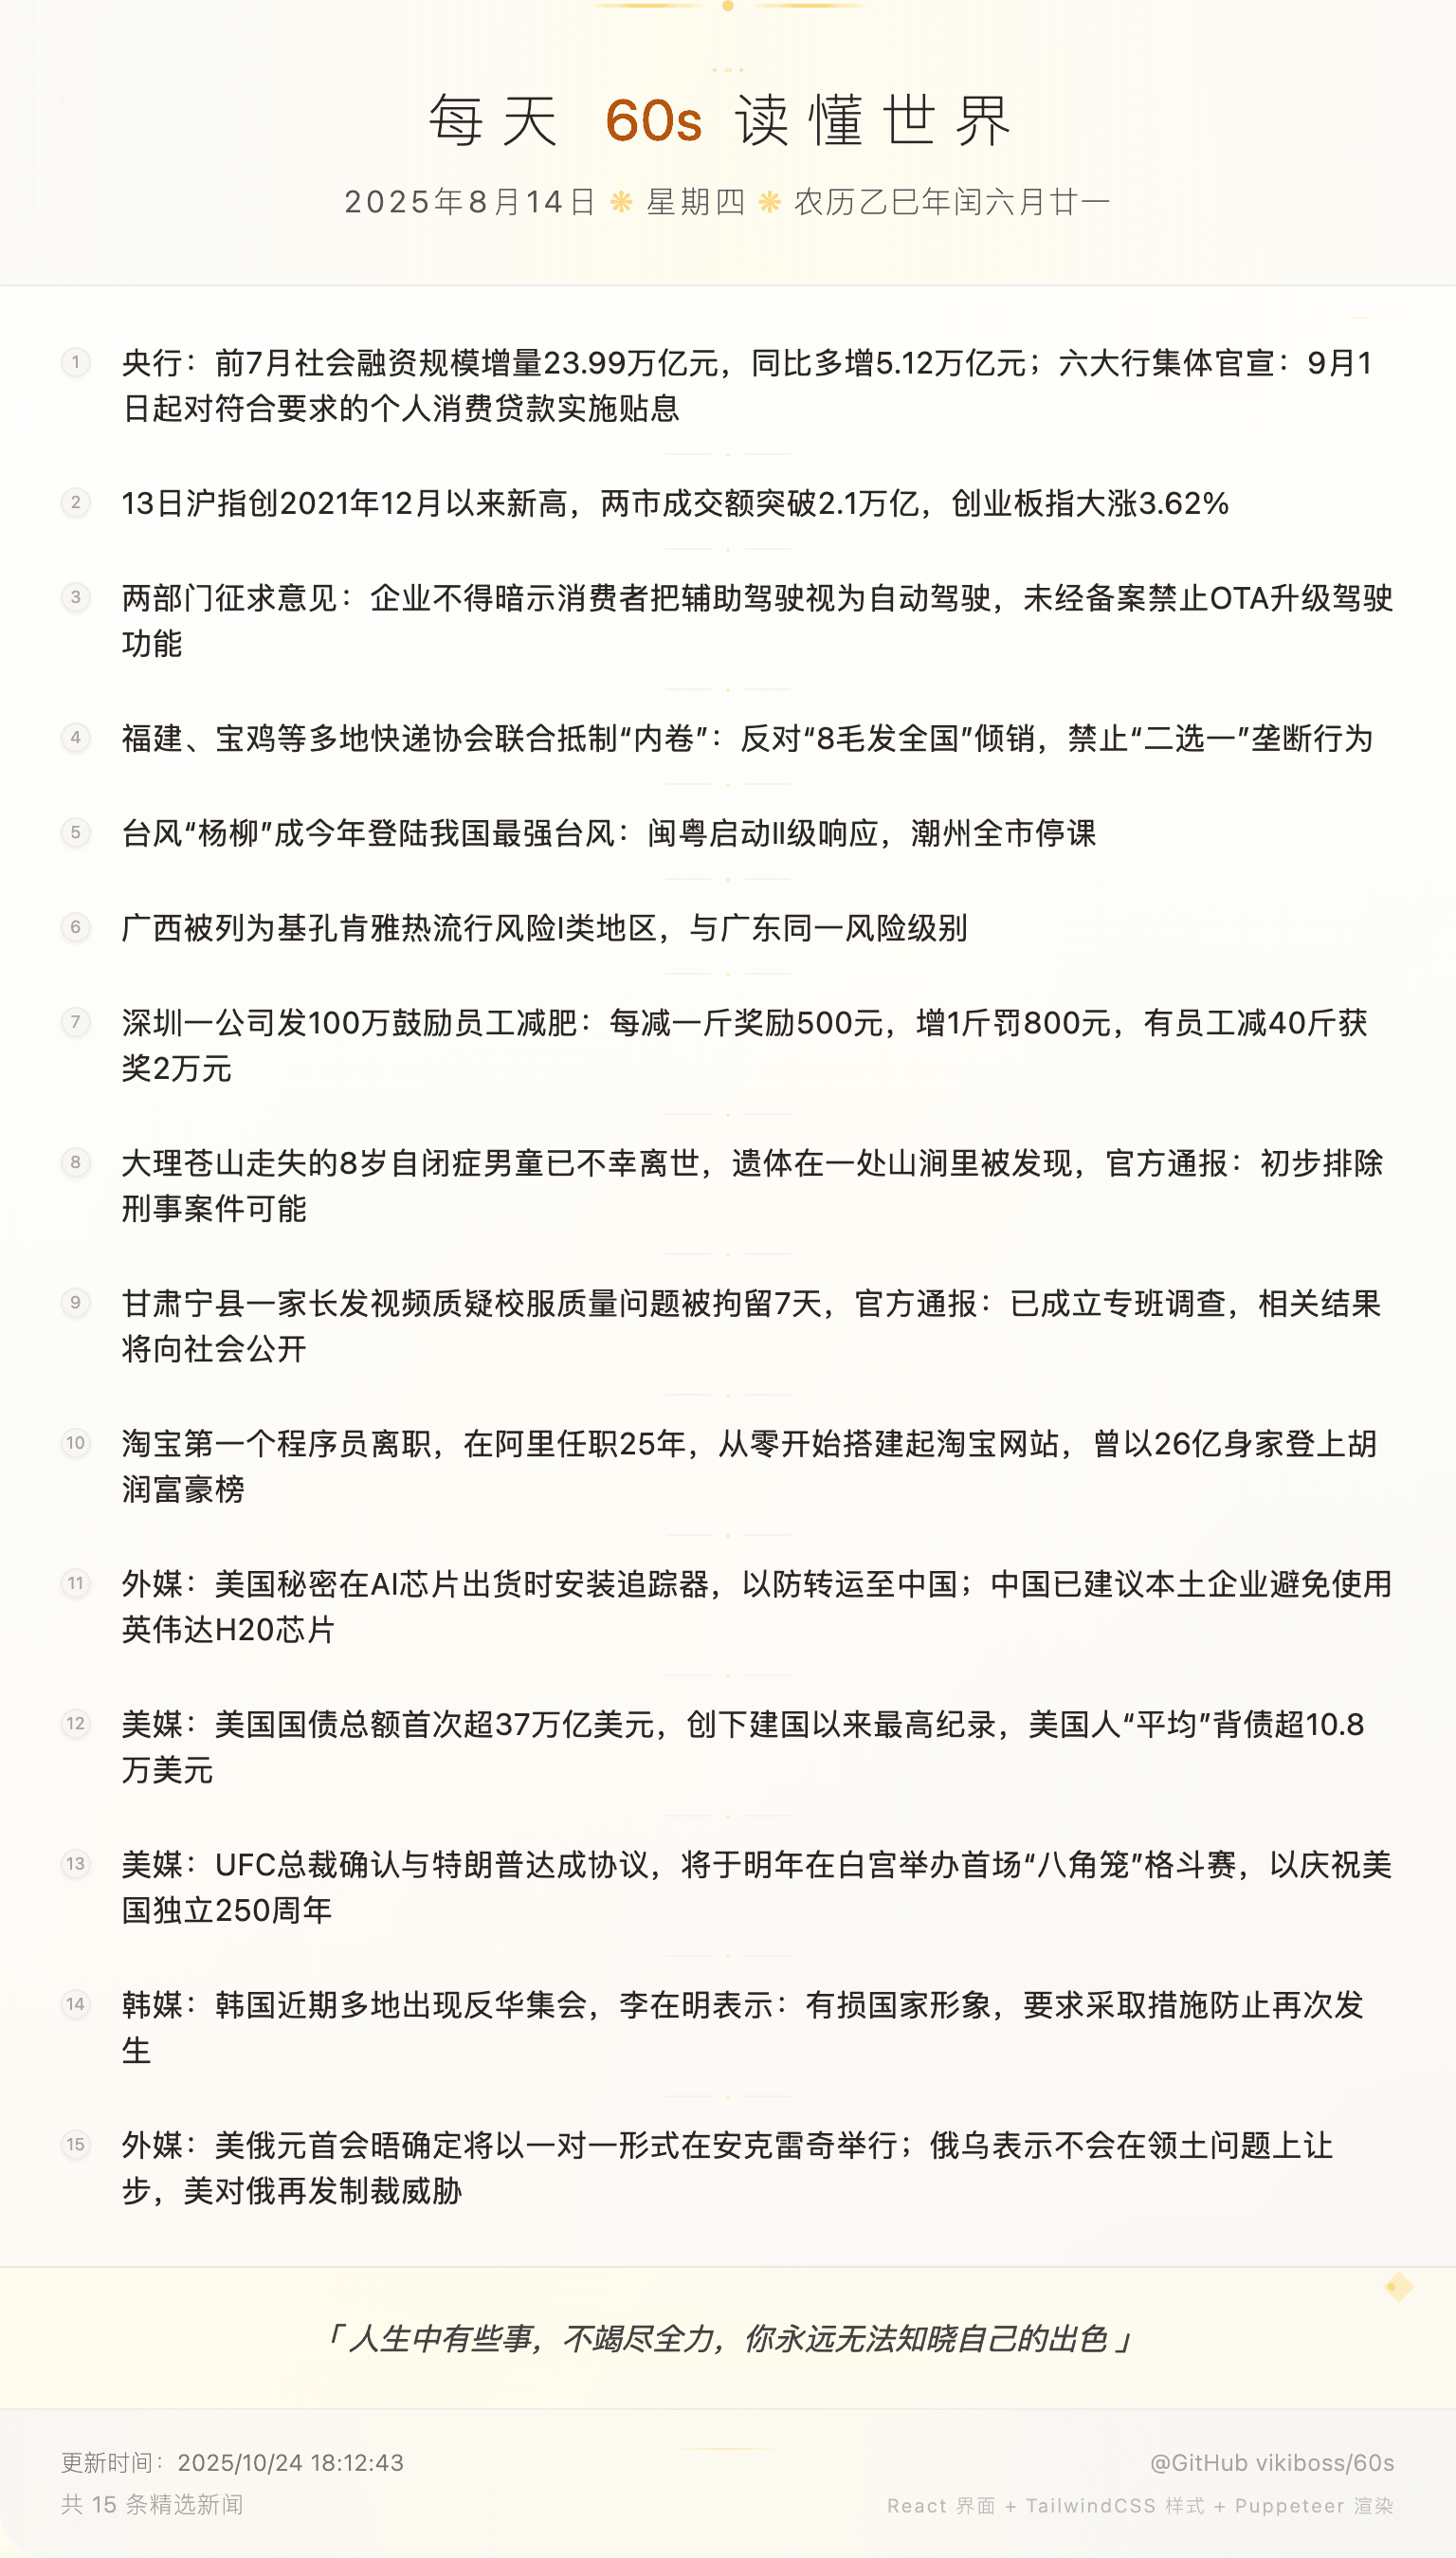 每天 60s 读懂世界
2025年8月14日 ❋ 星期四 ❋ 农历乙巳年闰六月廿一
1 央行：前7月社会融资规模增量23.99万亿元，同比多增5.12万亿元；六大行集体官宣：9月1
日起对符合要求的个人消费贷款实施贴息
2 13日沪指创2021年12月以来新高，两市成交额突破2.1万亿，创业板指大涨3.62%
3 两部门征求意见：企业不得暗示消费者把辅助驾驶视为自动驾驶，未经备案禁止OTA升级驾驶
功能
4 福建、宝鸡等多地快递协会联合抵制“内卷”：反对“8毛发全国”倾销，禁止“二选一”垄断行为
5 台风“杨柳”成今年登陆我国最强台风：闽粤启动II级响应，潮州全市停课
6 广西被列为基孔肯雅热流行风险I类地区，与广东同一风险级别
7 深圳一公司发100万鼓励员工减肥：每减一斤奖励500元，增1斤罚800元，有员工减40斤获
奖2万元
8 大理苍山走失的8岁自闭症男童已不幸离世，遗体在一处山涧里被发现，官方通报：初步排除
刑事案件可能
9 甘肃宁县一家长发视频质疑校服质量问题被拘留7天，官方通报：已成立专班调查，相关结果
将向社会公开
10 淘宝第一个程序员离职，在阿里任职25年，从零开始搭建起淘宝网站，曾以26亿身家登上胡
润富豪榜
11 外媒：美国秘密在AI芯片出货时安装追踪器，以防转运至中国；中国已建议本土企业避免使用
英伟达H20芯片
12 美媒：美国国债总额首次超37万亿美元，创下建国以来最高纪录，美国人“平均”背债超10.8
万美元
13 美媒：UFC总裁确认与特朗普达成协议，将于明年在白宫举办首场“八角笼”格斗赛，以庆祝美
国独立250周年
14 韩媒：韩国近期多地出现反华集会，李在明表示：有损国家形象，要求采取措施防止再次发
生
15 外媒：美俄元首会晤确定将以一对一形式在安克雷奇举行；俄乌表示不会在领土问题上让
步，美对俄再发制裁威胁
「 人生中有些事，不竭尽全力，你永远无法知晓自己的出色 」
更新时间：2025/10/24 18:12:43
@GitHub vikiboss/60s
共 15 条精选新闻
React 界面 + TailwindCSS 样式 + Puppeteer 渲染